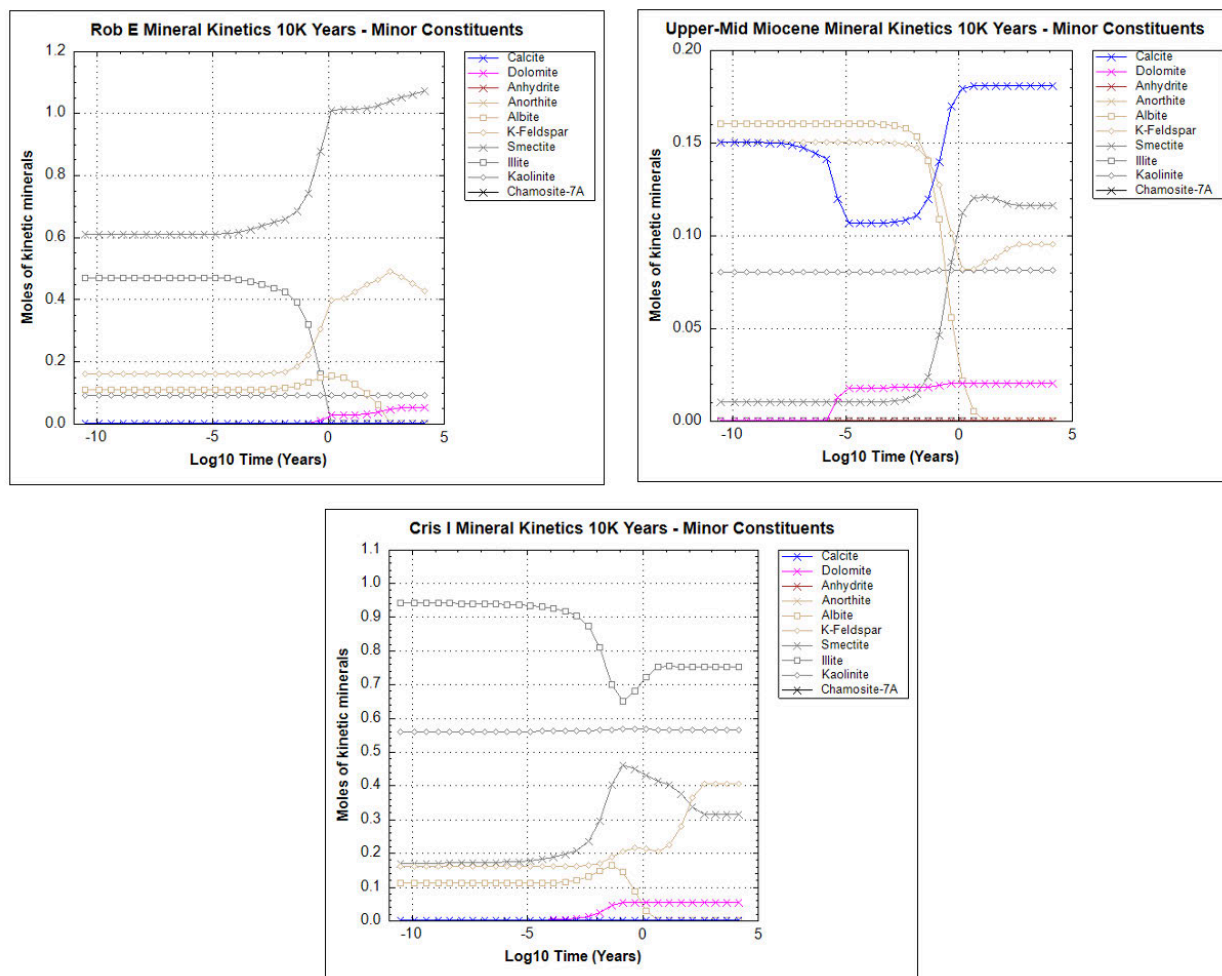 Rob E Mineral Kinetics 10K Years - Minor Constituents
Moles of kinetic minerals
1.2
1.0
0.8
0.6
0.4
0.2
0.0
-10
-5
0
5
Log10 Time (Years)
Calcite
Dolomite
Anhydrite
Anorthite
Albite
K-Feldspar
Smectite
Illite
Kaolinite
Chamosite-7A
Upper-Mid Miocene Mineral Kinetics 10K Years - Minor Constituents
Moles of kinetic minerals
0.20
0.15
0.10
0.05
0.00
-10
-5
0
5
Log10 Time (Years)
Calcite
Dolomite
Anhydrite
Anorthite
Albite
K-Feldspar
Smectite
Illite
Kaolinite
Chamosite-7A
Cris I Mineral Kinetics 10K Years - Minor Constituents
Moles of kinetic minerals
1.1
1.0
0.9
0.8
0.7
0.6
0.5
0.4
0.3
0.2
0.1
0.0
-10
-5
0
5
Log10 Time (Years)
Calcite
Dolomite
Anhydrite
Anorthite
Albite
K-Feldspar
Smectite
Illite
Kaolinite
Chamosite-7A